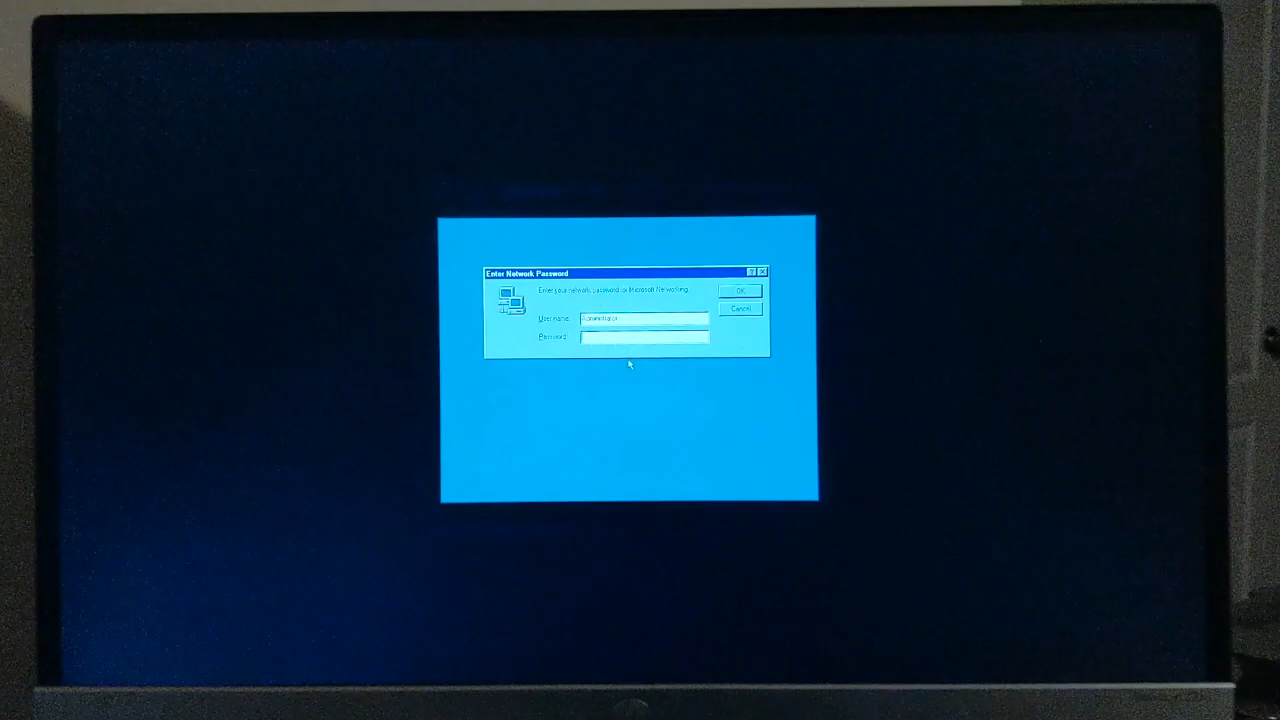 Enter Network Password
? X
Enter your network password for Microsoft Networking.
OK
Cancel
User name: Administrator
Password: